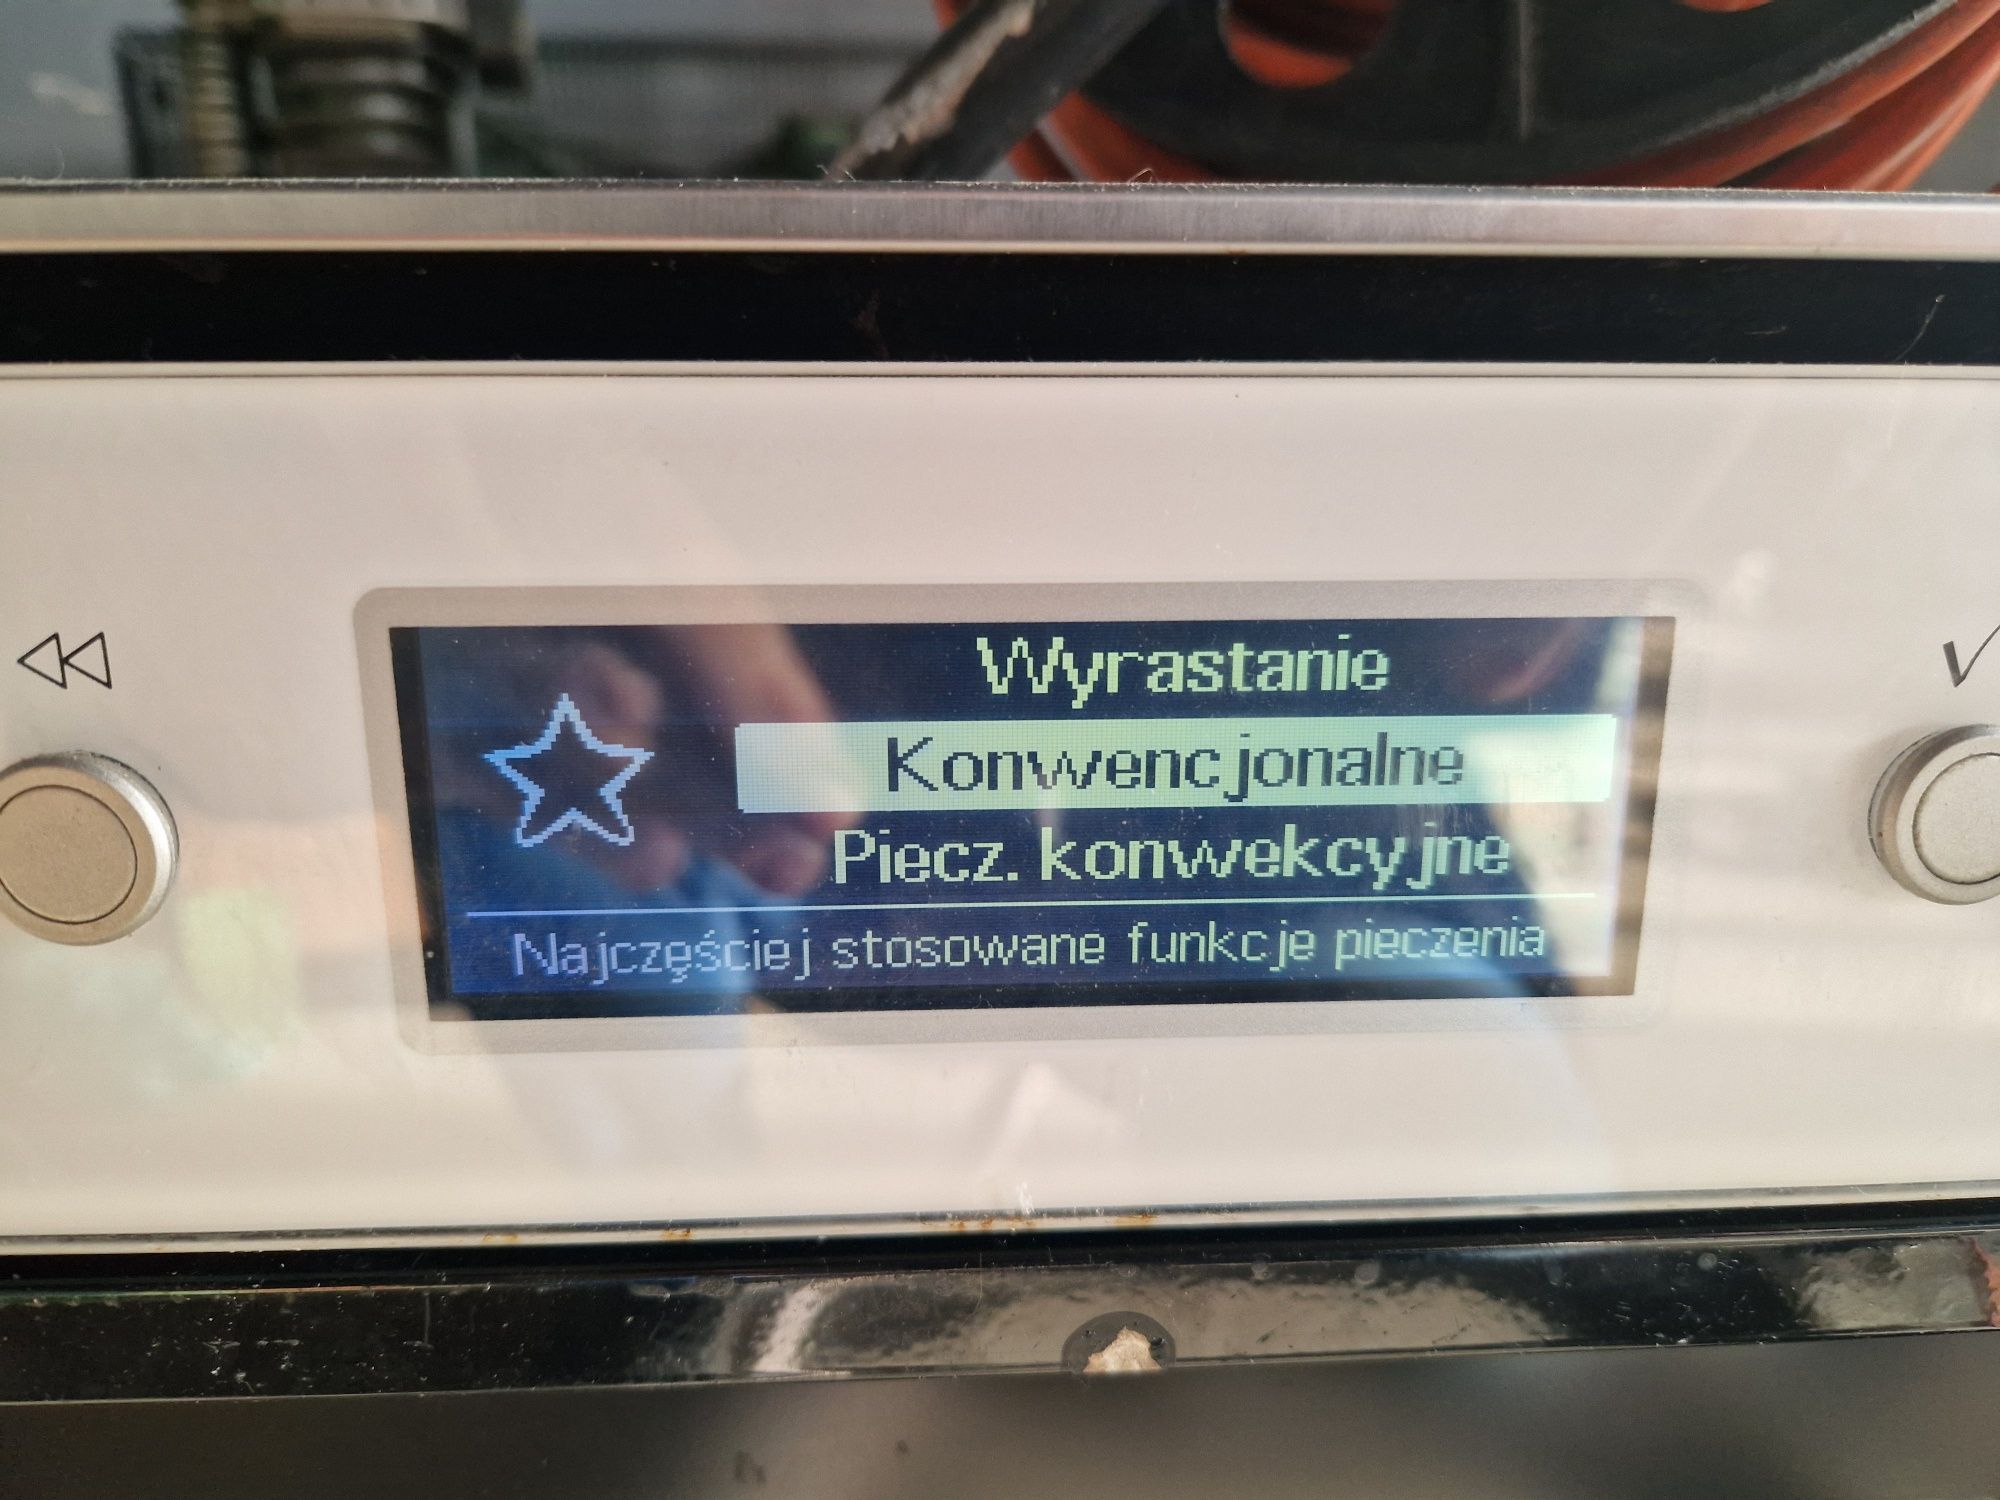 Wyrastanie
Konwencjonalne
Piecz. konwekcyjne
Najczęściej stosowane funkcje pieczenia